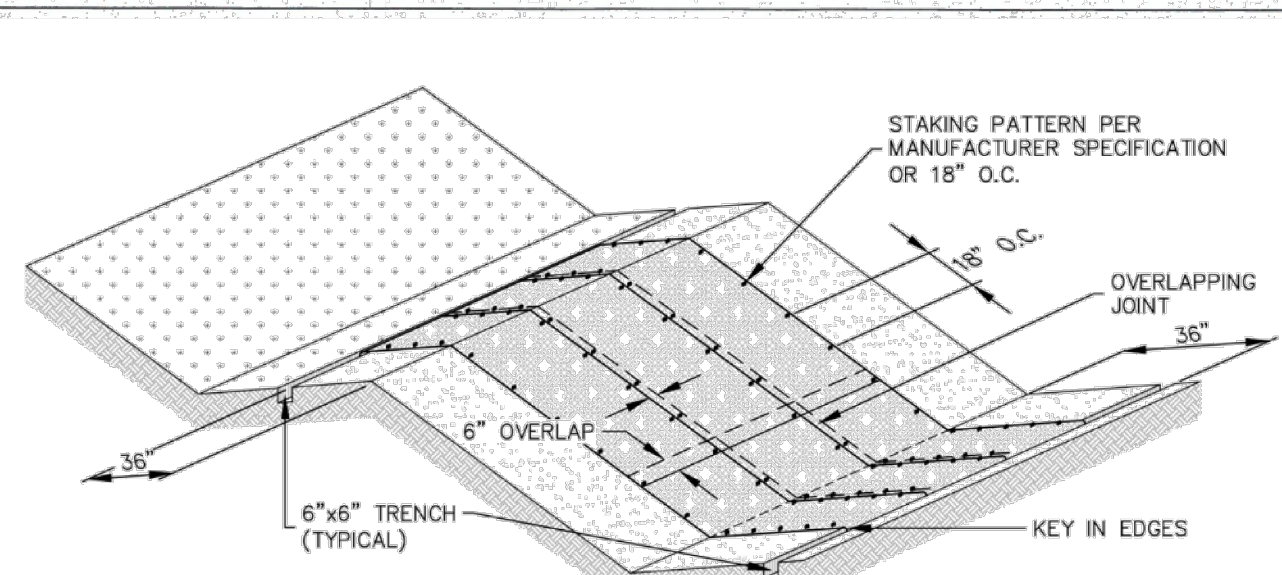 STAKING PATTERN PER
MANUFACTURER SPECIFICATION
OR 18" O.C.
18" O.C.
OVERLAPPING
JOINT
36"
6" OVERLAP
36"
6"x6" TRENCH
(TYPICAL)
KEY IN EDGES